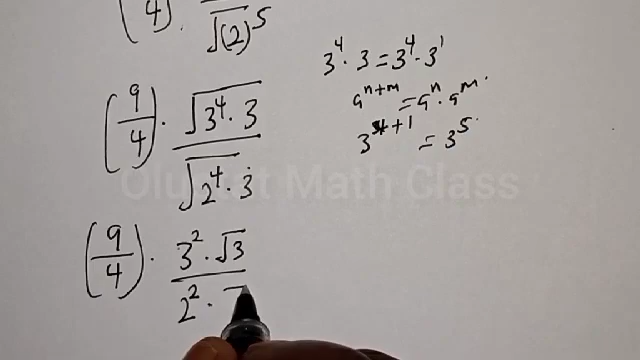 4) . √(2)⁵
3⁴ · 3 = 3⁴ · 3¹
aⁿ⁺ᵐ = aⁿ · aᵐ
3⁴⁺¹ = 3⁵
(9/4) · √3⁴ · 3 / √2⁴ · 3
Olu Math Class
(9/4) · 3² · √3 / 2² ·